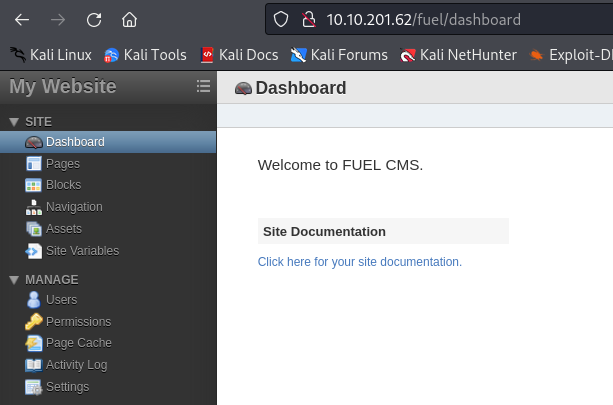 10.10.201.62/fuel/dashboard
Kali Linux Kali Tools Kali Docs Kali Forums Kali NetHunter Exploit-D
My Website
Dashboard
SITE
Dashboard
Pages
Blocks
Navigation
Assets
Site Variables
MANAGE
Users
Permissions
Page Cache
Activity Log
Settings
Welcome to FUEL CMS.
Site Documentation
Click here for your site documentation.